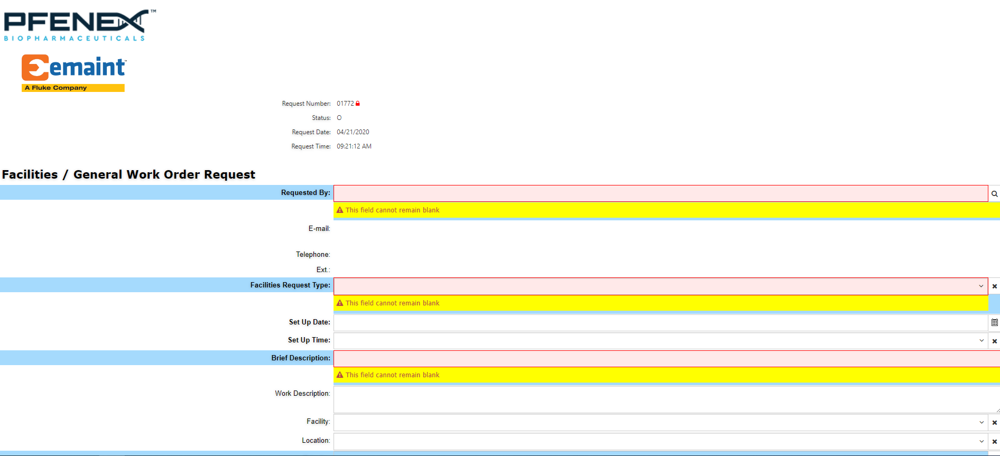 PFENEX™
BIOPHARMACEUTICALS
emaint™
A Fluke Company
Request Number: 01772
Status: O
Request Date: 04/21/2020
Request Time: 09:21:12 AM
Facilities / General Work Order Request
Requested By:
This field cannot remain blank
E-mail:
Telephone:
Ext.:
Facilities Request Type:
This field cannot remain blank
Set Up Date:
Set Up Time:
Brief Description:
This field cannot remain blank
Work Description:
Facility:
Location: